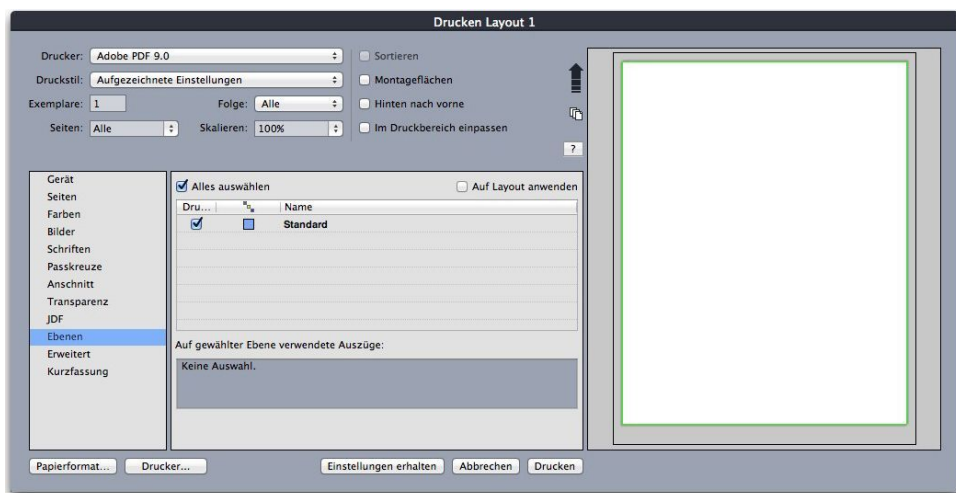 Drucken Layout 1
Drucker: Adobe PDF 9.0
Sortieren
Druckstil: Aufgezeichnete Einstellungen
Montageflächen
Exemplare: 1 Folge: Alle
Hinten nach vorne
Seiten: Alle Skalieren: 100%
Im Druckbereich einpassen
?
Gerät
Seiten
Farben
Bilder
Schriften
Passkreuze
Anschnitt
Transparenz
JDF
Ebenen
Erweitert
Kurzfassung
Alles auswählen Auf Layout anwenden
Dru... Name
Standard
Auf gewählter Ebene verwendete Auszüge:
Keine Auswahl.
Papierformat... Drucker... Einstellungen erhalten Abbrechen Drucken